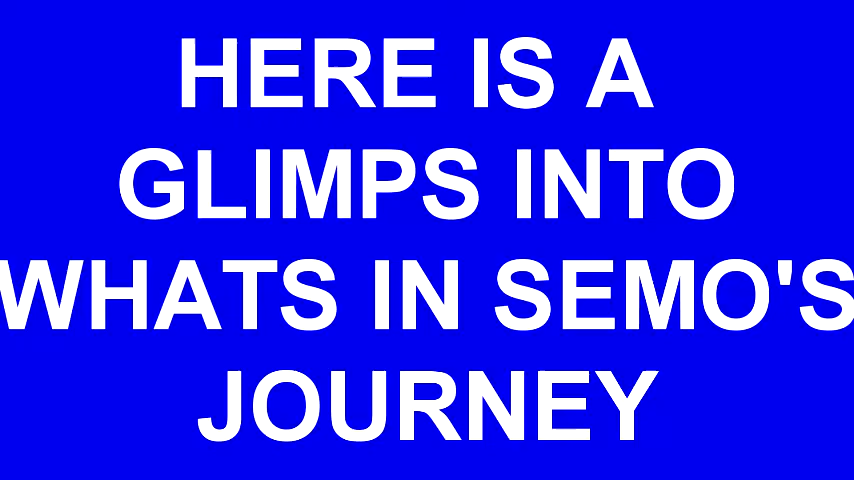 HERE IS A
GLIMPS INTO
WHATS IN SEMO'S
JOURNEY